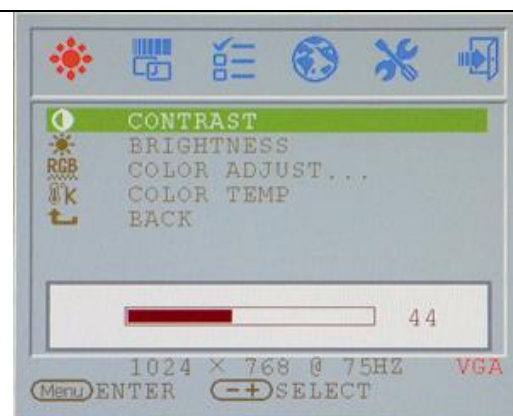 CONTRAST
BRIGHTNESS
RGB COLOR ADJUST...
°K COLOR TEMP
BACK
44
1024 × 768 @ 75HZ VGA
Menu ENTER −+ SELECT